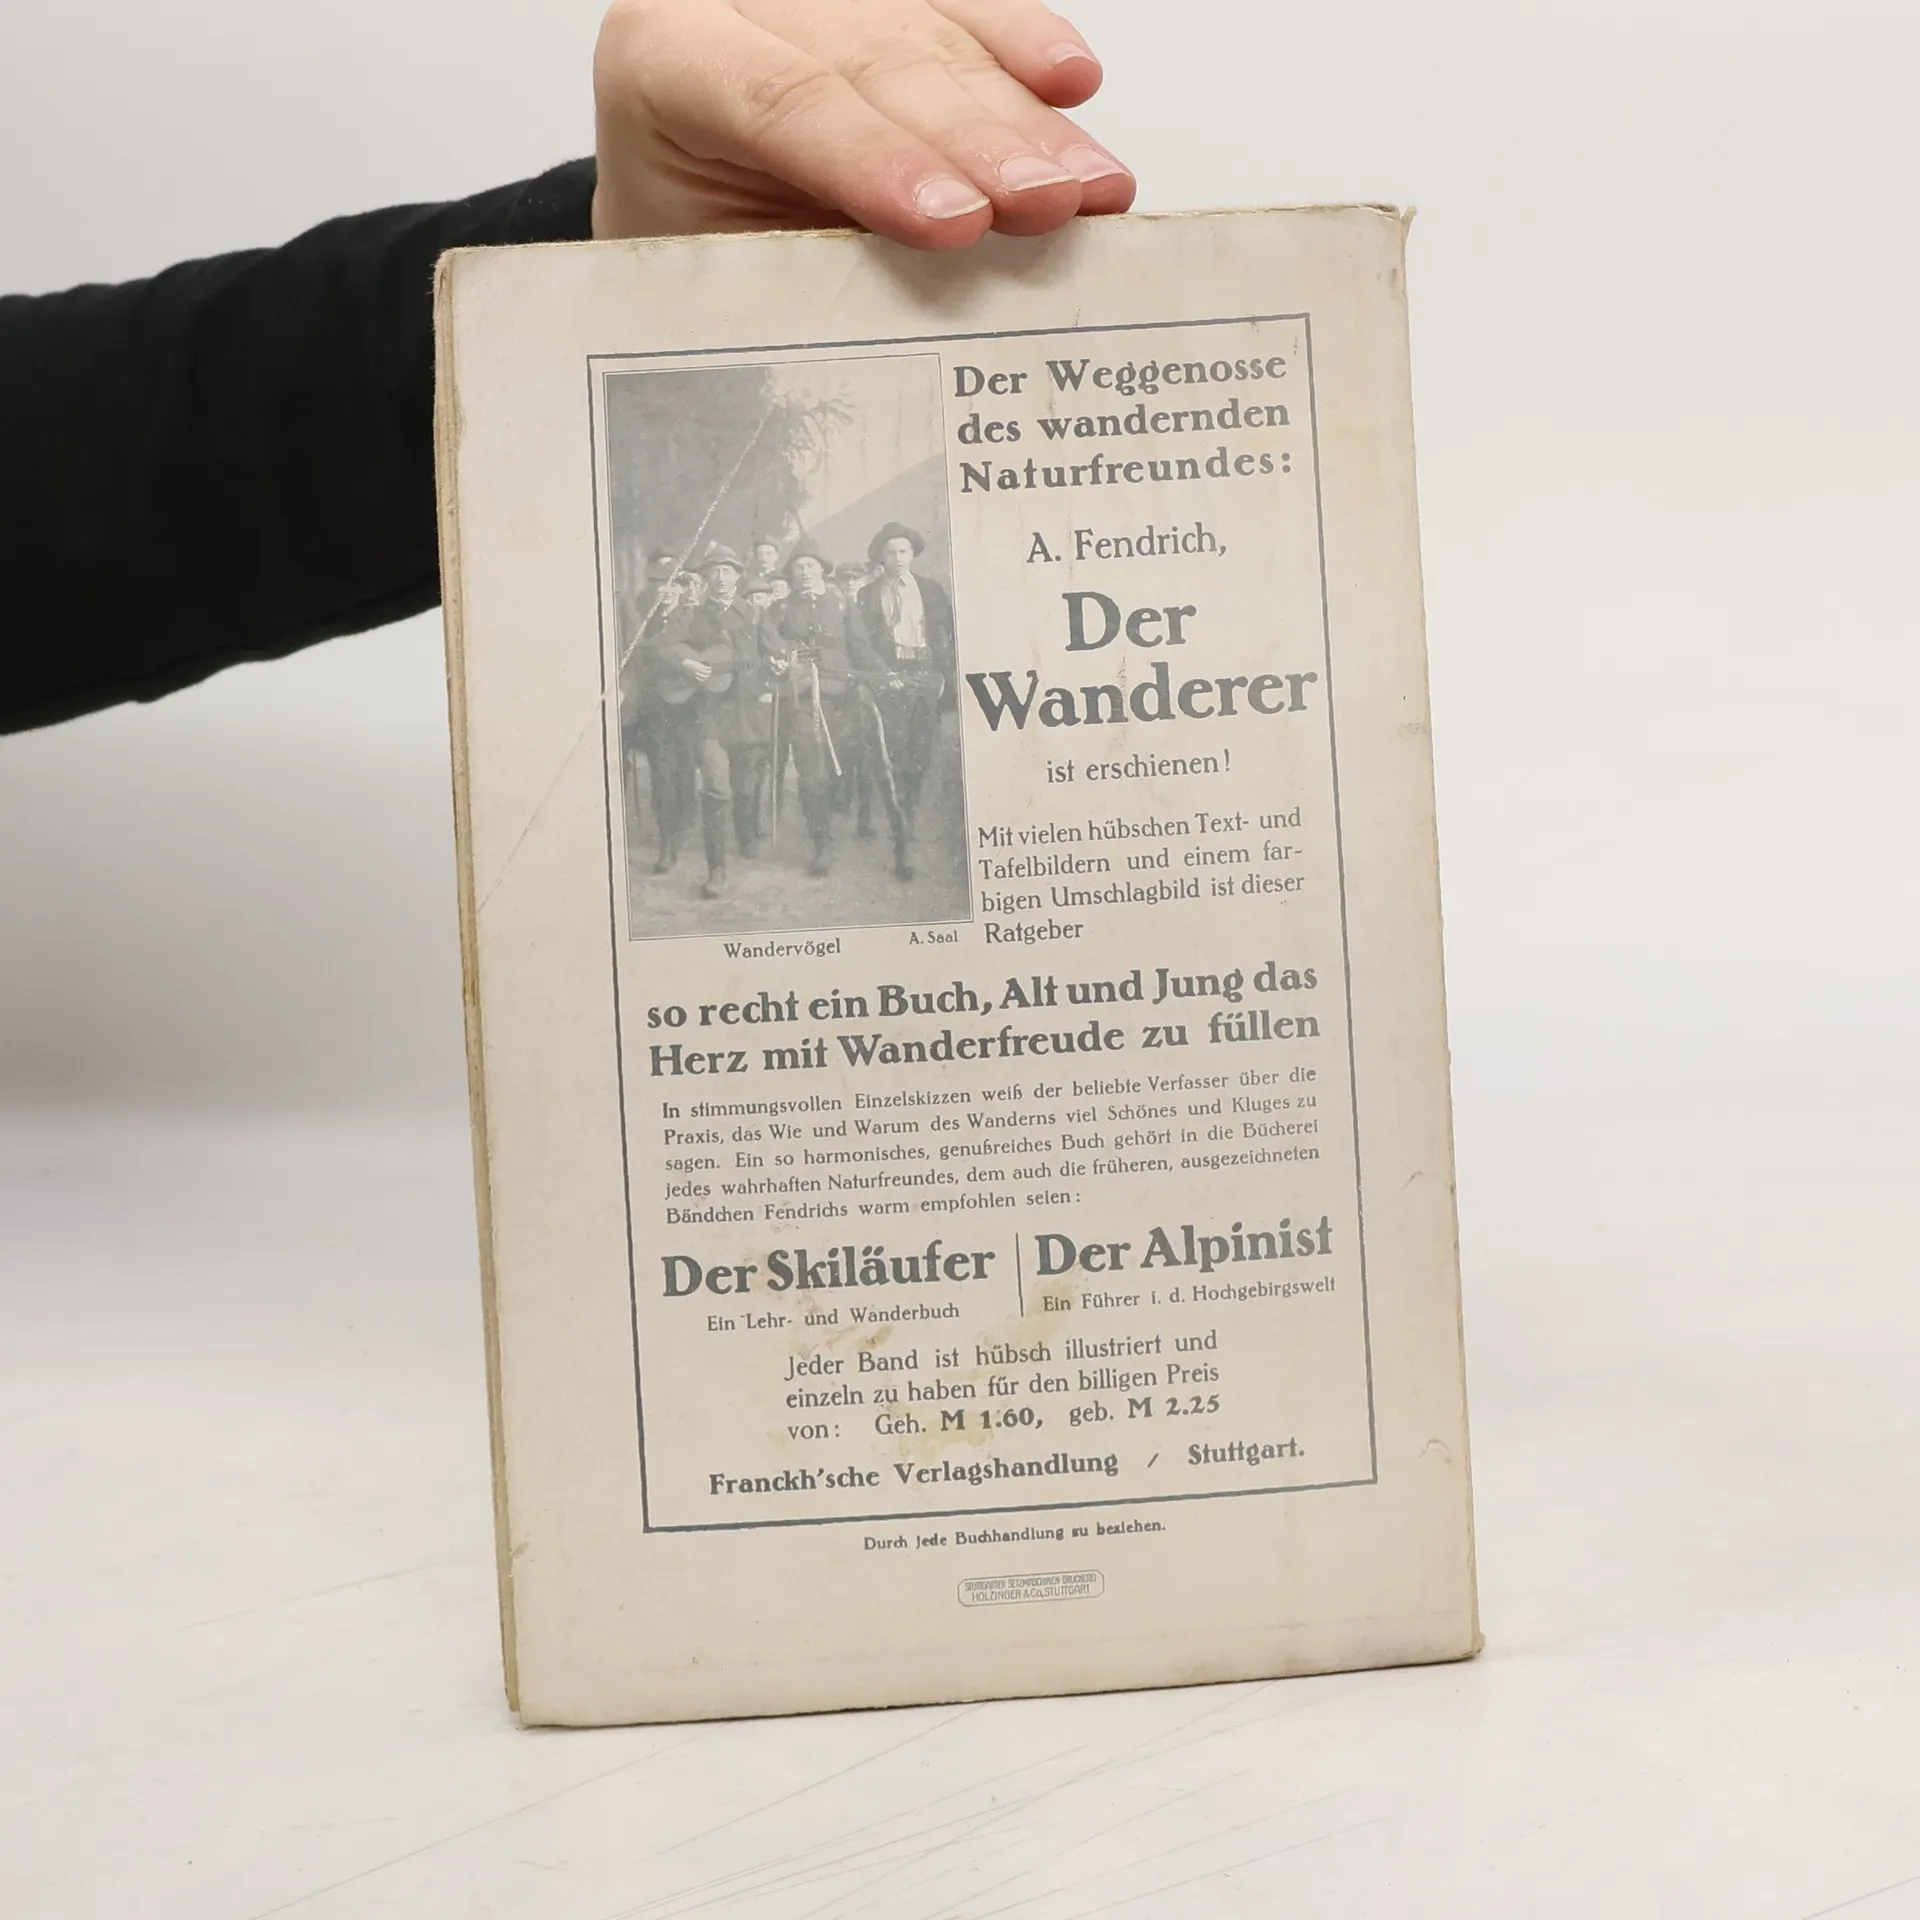 Der Weggenosse
des wandernden
Naturfreundes:
A. Fendrich,
Der
Wanderer
ist erschienen!
Mit vielen hübschen Text- und
Tafelbildern und einem far-
bigen Umschlagbild ist dieser
Ratgeber
Wandervögel
A. Saal
so recht ein Buch, Alt und Jung das
Herz mit Wanderfreude zu füllen
In stimmungsvollen Einzelskizzen weiß der beliebte Verfasser über die
Praxis, das Wie und Warum des Wanderns viel Schönes und Kluges zu
sagen. Ein so harmonisches, genußreiches Buch gehört in die Bücherei
jedes wahrhaften Naturfreundes, dem auch die früheren, ausgezeichneten
Bändchen Fendrichs warm empfohlen seien:
Der Skiläufer
Ein Lehr- und Wanderbuch
Der Alpinist
Ein Führer i. d. Hochgebirgswelt
Jeder Band ist hübsch illustriert und
einzeln zu haben für den billigen Preis
von: Geh. M 1.60, geb. M 2.25
Franckh'sche Verlagshandlung / Stuttgart.
Durch jede Buchhandlung zu beziehen.
STUTTGARTER SETZMASCHINEN-DRUCKEREI
HOLZINGER & Co, STUTTGART